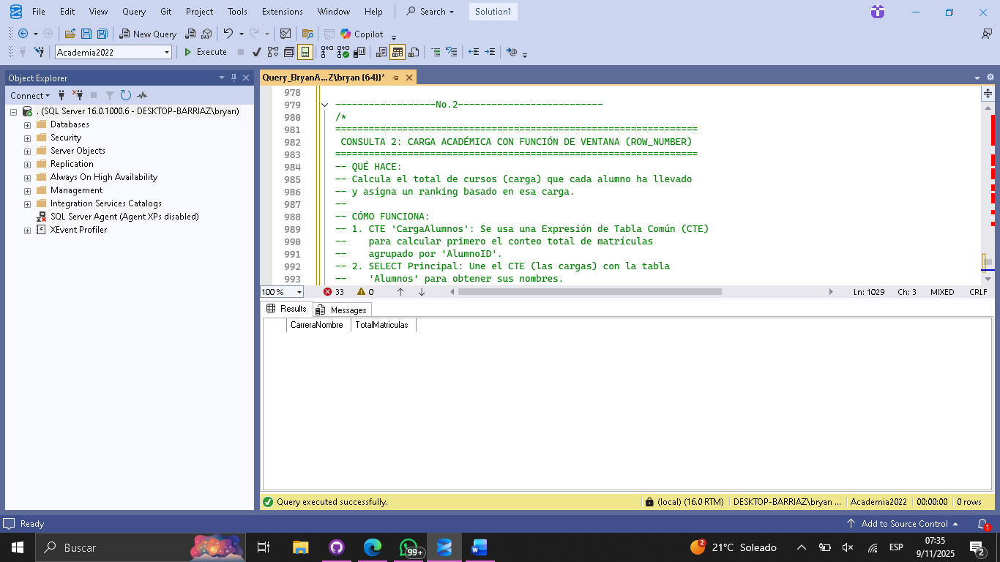 File Edit View Query Git Project Tools Extensions Window Help Search Solution1
New Query Copilot
Academia2022 Execute
Object Explorer
Connect
. (SQL Server 16.0.1000.6 - DESKTOP-BARRIAZ\bryan)
Databases
Security
Server Objects
Replication
Always On High Availability
Management
Integration Services Catalogs
SQL Server Agent (Agent XPs disabled)
XEvent Profiler
Query_BryanA...Z\bryan (64))*
978
979 ------------------No.2--------------------------
980 /*
981 =================================================================
982 CONSULTA 2: CARGA ACADÉMICA CON FUNCIÓN DE VENTANA (ROW_NUMBER)
983 =================================================================
984 -- QUÉ HACE:
985 -- Calcula el total de cursos (carga) que cada alumno ha llevado
986 -- y asigna un ranking basado en esa carga.
987 --
988 -- CÓMO FUNCIONA:
989 -- 1. CTE 'CargaAlumnos': Se usa una Expresión de Tabla Común (CTE)
990 -- para calcular primero el conteo total de matrículas
991 -- agrupado por 'AlumnoID'.
992 -- 2. SELECT Principal: Une el CTE (las cargas) con la tabla
993 -- 'Alumnos' para obtener sus nombres.
100 % 33 0 Ln: 1029 Ch: 3 MIXED CRLF
Results Messages
CarreraNombre TotalMatriculas
Query executed successfully. (local) (16.0 RTM) DESKTOP-BARRIAZ\bryan ... Academia2022 00:00:00 0 rows
Ready Add to Source Control 1
Buscar 99+ 2 21°C Soleado ESP 07:35
9/11/2025 2